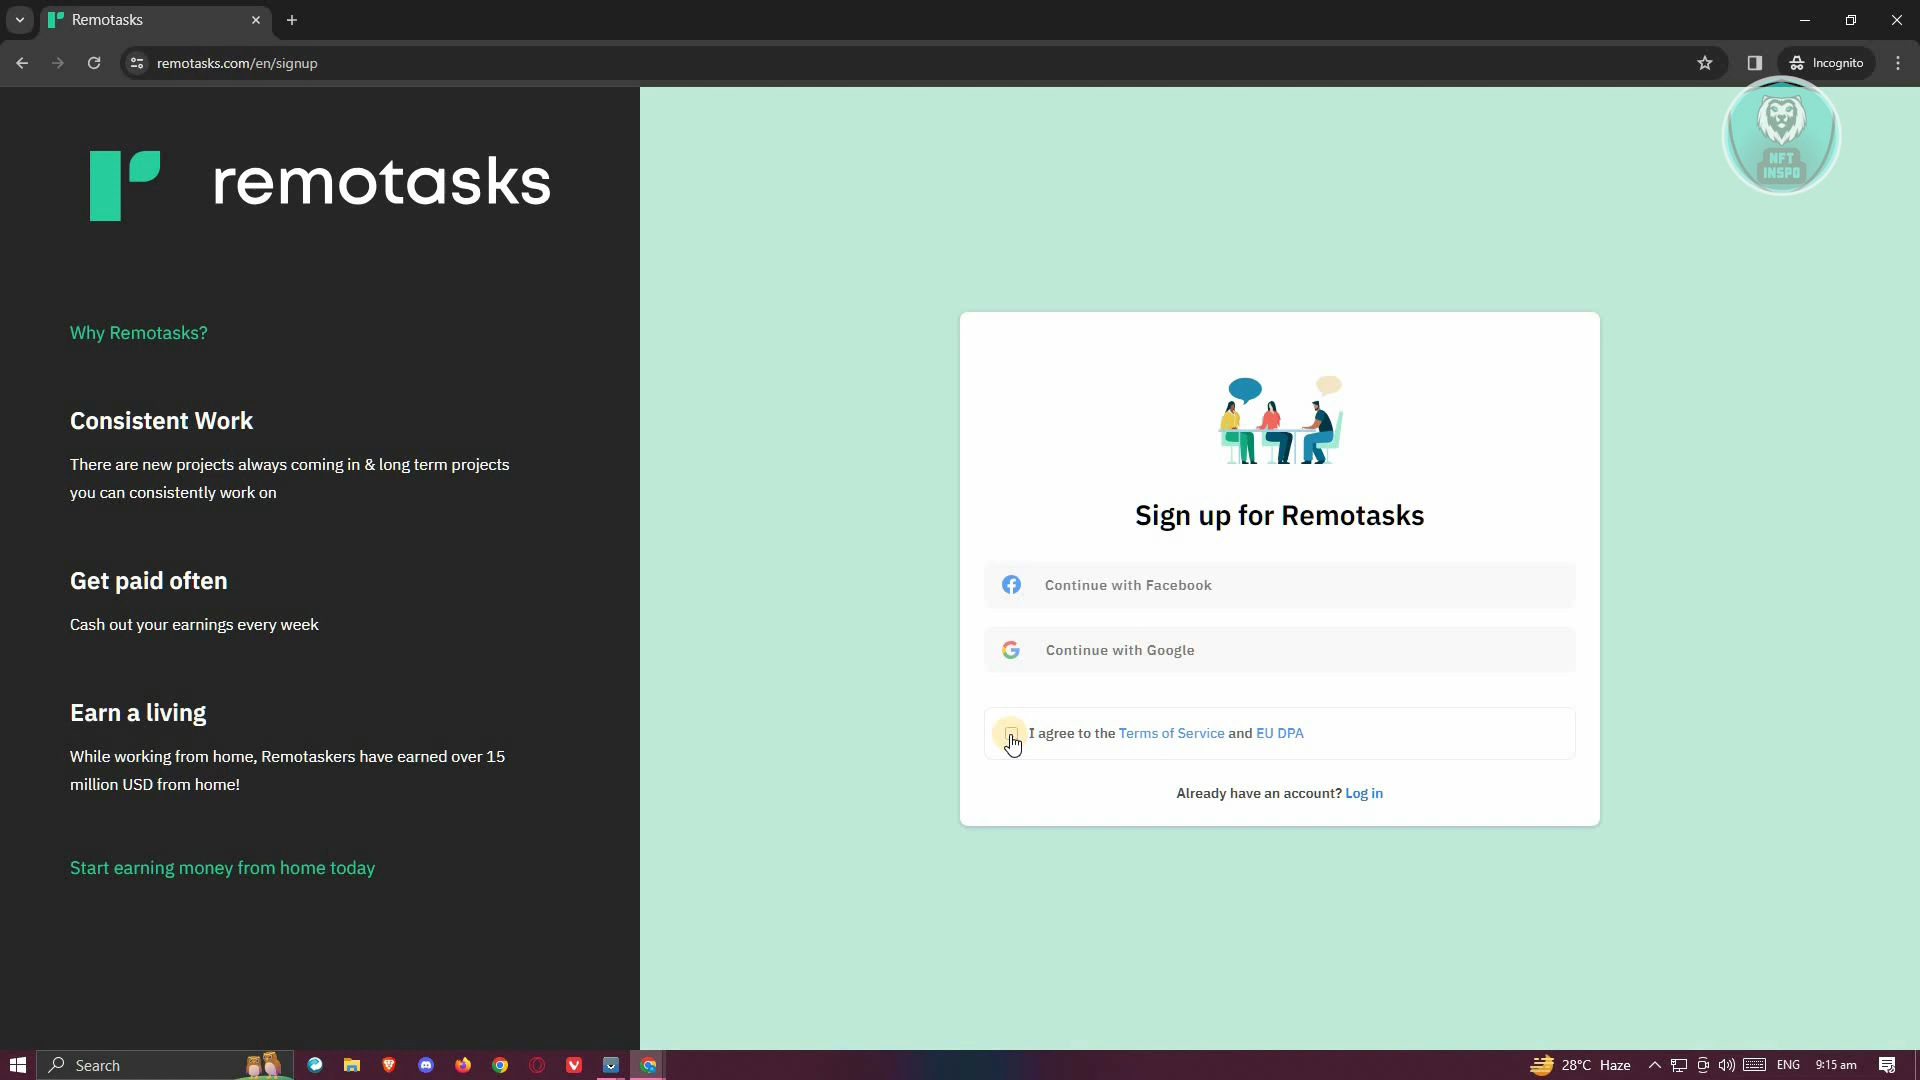 Remotasks
remotasks.com/en/signup
Incognito
NFT
INSPO
remotasks
Why Remotasks?
Consistent Work
There are new projects always coming in & long term projects
you can consistently work on
Get paid often
Cash out your earnings every week
Earn a living
While working from home, Remotaskers have earned over 15
million USD from home!
Start earning money from home today
Sign up for Remotasks
Continue with Facebook
Continue with Google
I agree to the Terms of Service and EU DPA
Already have an account? Log in
Search
28°C Haze
ENG
9:15 am